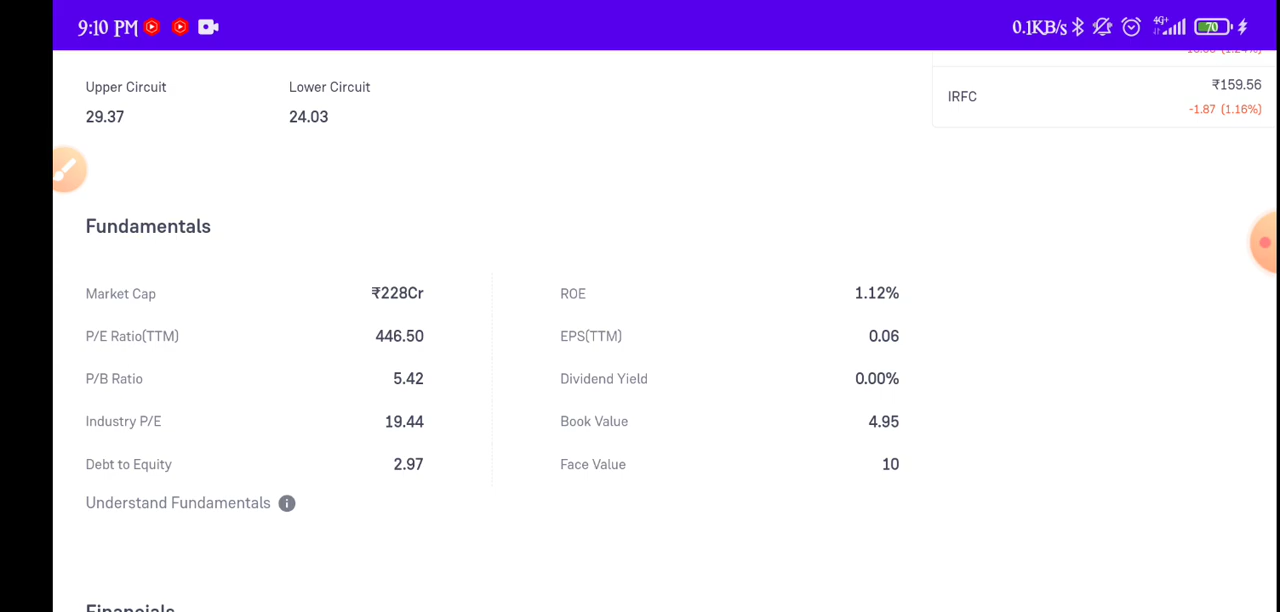 9:10 PM
0.1KB/s 4G+ 70
Upper Circuit Lower Circuit
29.37 24.03
IRFC ₹159.56
-1.87 (1.16%)
Fundamentals
Market Cap ₹228Cr ROE 1.12%
P/E Ratio(TTM) 446.50 EPS(TTM) 0.06
P/B Ratio 5.42 Dividend Yield 0.00%
Industry P/E 19.44 Book Value 4.95
Debt to Equity 2.97 Face Value 10
Understand Fundamentals
Financials